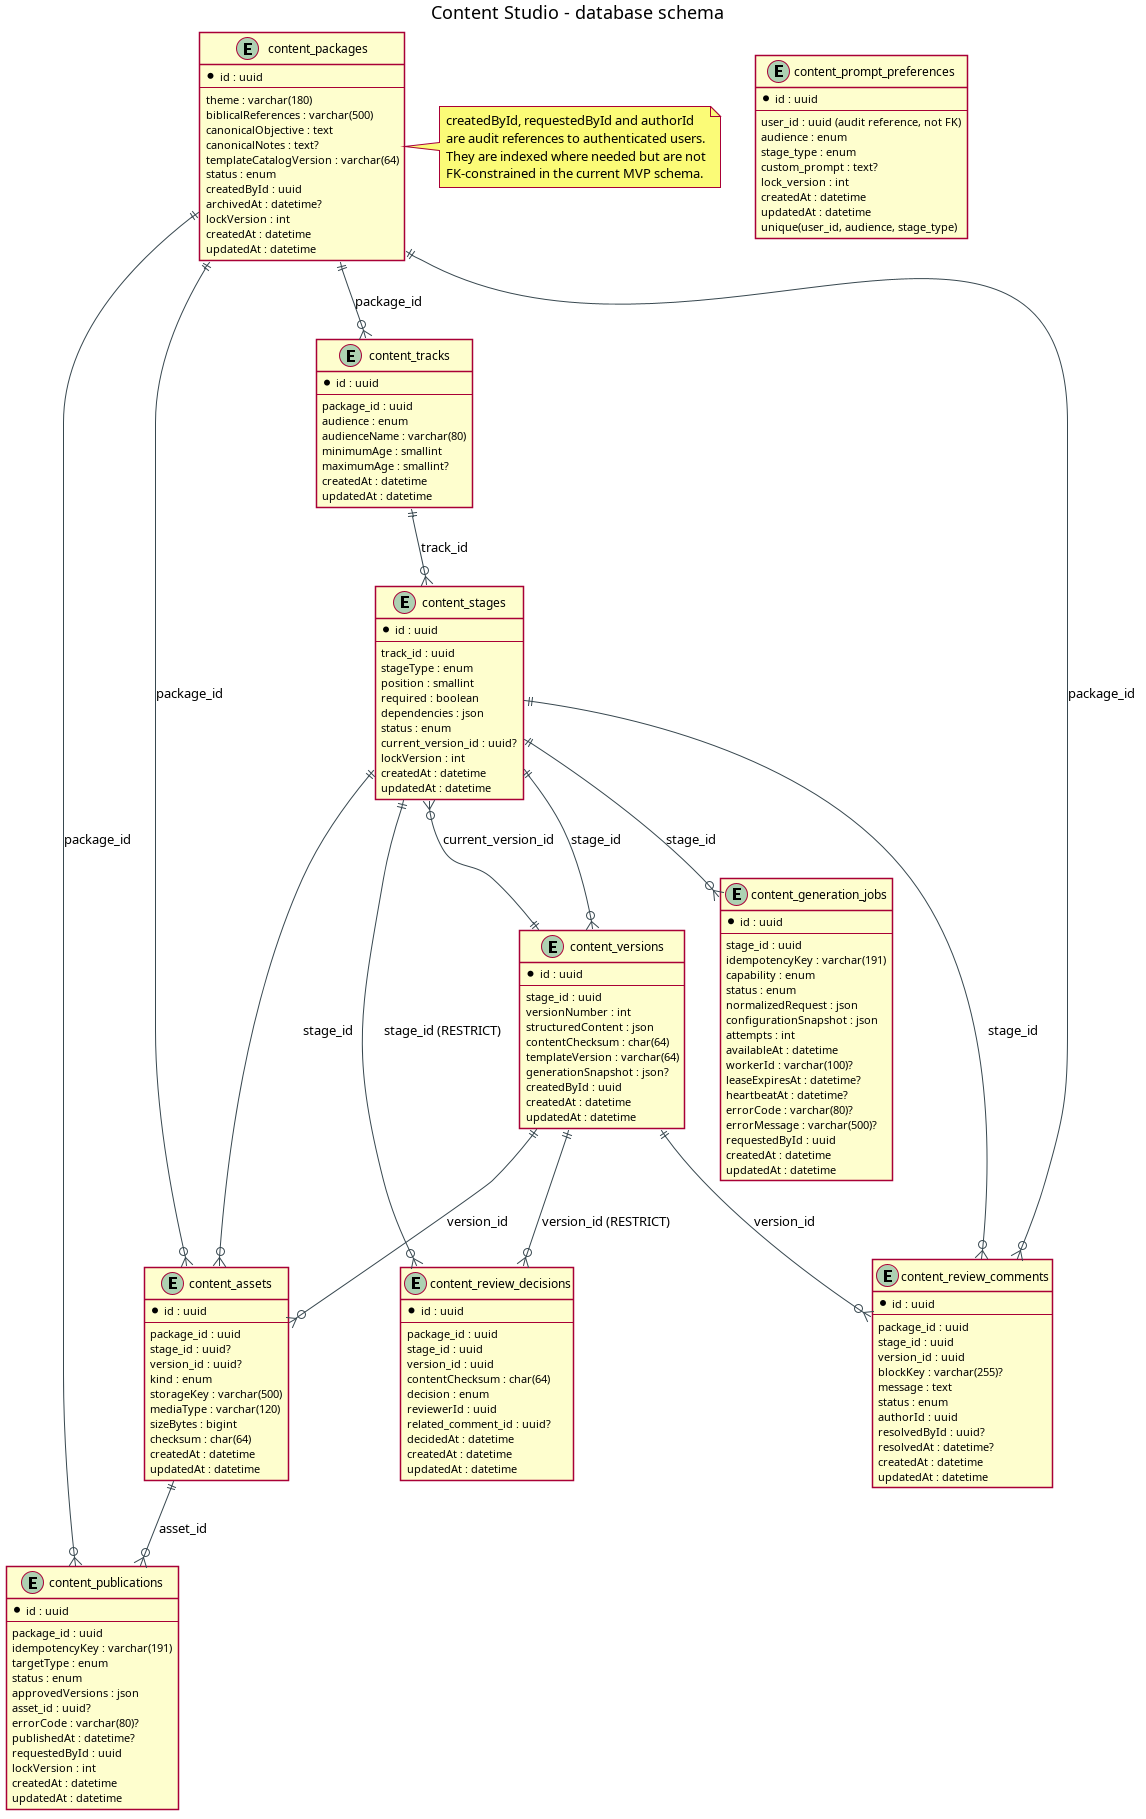 Content Studio - database schema
E content_packages
id : uuid
theme : varchar(180)
biblicalReferences : varchar(500)
canonicalObjective : text
canonicalNotes : text?
templateCatalogVersion : varchar(64)
status : enum
createdById : uuid
archivedAt : datetime?
lockVersion : int
createdAt : datetime
updatedAt : datetime
createdById, requestedById and authorId
are audit references to authenticated users.
They are indexed where needed but are not
FK-constrained in the current MVP schema.
E content_prompt_preferences
id : uuid
user_id : uuid (audit reference, not FK)
audience : enum
stage_type : enum
custom_prompt : text?
lock_version : int
createdAt : datetime
updatedAt : datetime
unique(user_id, audience, stage_type)
package_id
E content_tracks
id : uuid
package_id : uuid
audience : enum
audienceName : varchar(80)
minimumAge : smallint
maximumAge : smallint?
createdAt : datetime
updatedAt : datetime
track_id
E content_stages
id : uuid
track_id : uuid
stageType : enum
position : smallint
required : boolean
dependencies : json
status : enum
current_version_id : uuid?
lockVersion : int
createdAt : datetime
updatedAt : datetime
package_id
package_id
package_id
current_version_id
stage_id
stage_id
E content_generation_jobs
id : uuid
stage_id : uuid
idempotencyKey : varchar(191)
capability : enum
status : enum
normalizedRequest : json
configurationSnapshot : json
attempts : int
availableAt : datetime
workerId : varchar(100)?
leaseExpiresAt : datetime?
heartbeatAt : datetime?
errorCode : varchar(80)?
errorMessage : varchar(500)?
requestedById : uuid
createdAt : datetime
updatedAt : datetime
E content_versions
id : uuid
stage_id : uuid
versionNumber : int
structuredContent : json
contentChecksum : char(64)
templateVersion : varchar(64)
generationSnapshot : json?
createdById : uuid
createdAt : datetime
updatedAt : datetime
stage_id
stage_id (RESTRICT)
stage_id
version_id
version_id (RESTRICT)
version_id
E content_assets
id : uuid
package_id : uuid
stage_id : uuid?
version_id : uuid?
kind : enum
storageKey : varchar(500)
mediaType : varchar(120)
sizeBytes : bigint
checksum : char(64)
createdAt : datetime
updatedAt : datetime
E content_review_decisions
id : uuid
package_id : uuid
stage_id : uuid
version_id : uuid
contentChecksum : char(64)
decision : enum
reviewerId : uuid
related_comment_id : uuid?
decidedAt : datetime
createdAt : datetime
updatedAt : datetime
E content_review_comments
id : uuid
package_id : uuid
stage_id : uuid
version_id : uuid
blockKey : varchar(255)?
message : text
status : enum
authorId : uuid
resolvedById : uuid?
resolvedAt : datetime?
createdAt : datetime
updatedAt : datetime
asset_id
E content_publications
id : uuid
package_id : uuid
idempotencyKey : varchar(191)
targetType : enum
status : enum
approvedVersions : json
asset_id : uuid?
errorCode : varchar(80)?
publishedAt : datetime?
requestedById : uuid
lockVersion : int
createdAt : datetime
updatedAt : datetime